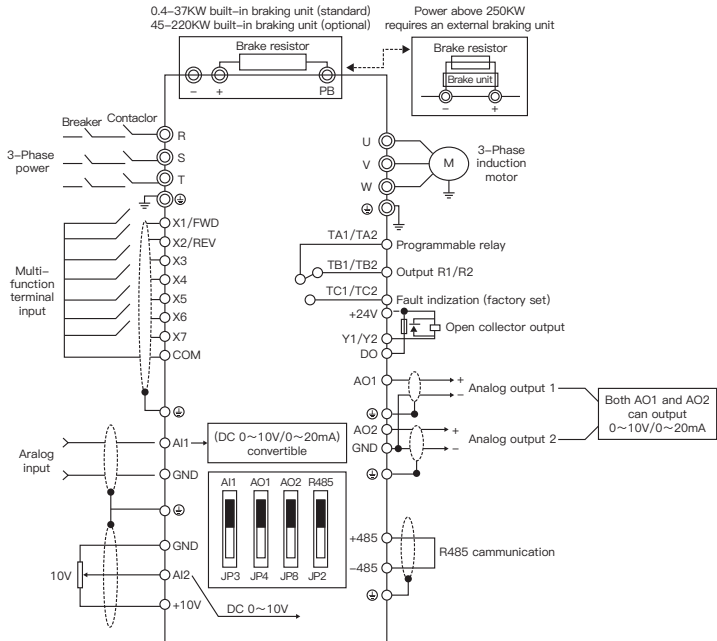 0.4-37KW built-in braking unit (standard)
45-220KW built-in braking unit (optional)
Power above 250KW
requires an external braking unit
Brake resistor
− + PB
Brake resistor
Brake unit
− +
Breaker Contaclor
3-Phase
power
R
S
T
U
V
W
M
3-Phase
induction
motor
X1/FWD
X2/REV
X3
X4
X5
X6
X7
COM
Multi-
function
terminal
input
TA1/TA2 Programmable relay
TB1/TB2 Output R1/R2
TC1/TC2 Fault indization (factory set)
+24V
Y1/Y2
DO
Open collector output
AO1
+
−
Analog output 1
AO2
GND
+
−
Analog output 2
Both AO1 and AO2
can output
0~10V/0~20mA
Analog
input
AI1
GND
(DC 0~10V/0~20mA)
convertible
AI1 AO1 AO2 R485
JP3 JP4 JP8 JP2
GND
10V
AI2
+10V
DC 0~10V
+485
-485
R485 cammunication